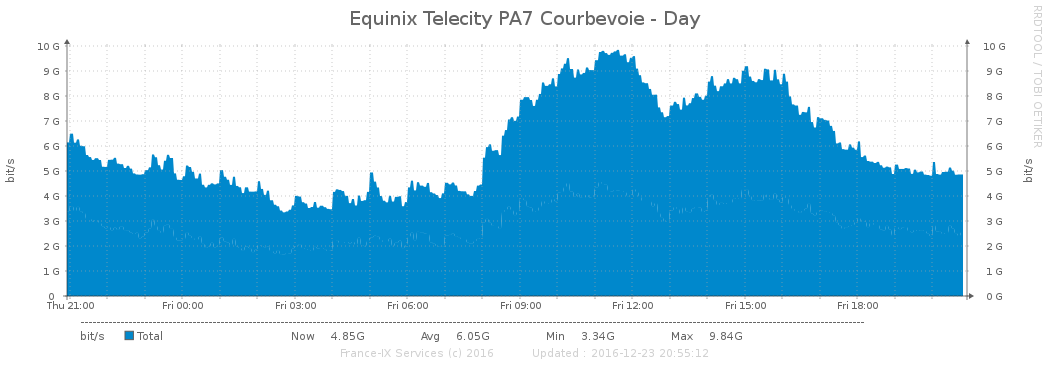 Equinix Telecity PA7 Courbevoie - Day
RRDTOOL / TOBI OETIKER
10 G 10 G
9 G 9 G
8 G 8 G
7 G 7 G
6 G 6 G
5 G 5 G
4 G 4 G
3 G 3 G
2 G 2 G
1 G 1 G
0 0 G
bit/s bit/s
Thu 21:00 Fri 00:00 Fri 03:00 Fri 06:00 Fri 09:00 Fri 12:00 Fri 15:00 Fri 18:00
bit/s Total Now 4.85G Avg 6.05G Min 3.34G Max 9.84G
France-IX Services (c) 2016 Updated : 2016-12-23 20:55:12